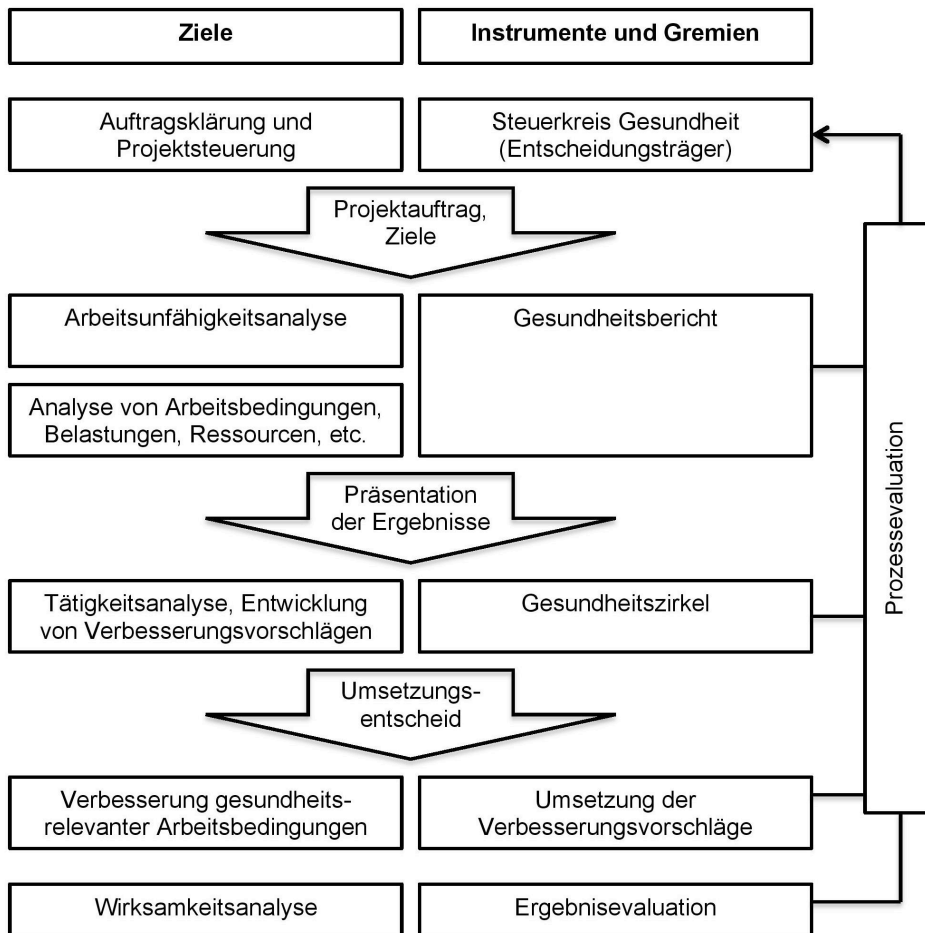 Ziele
Instrumente und Gremien
Auftragsklärung und
Projektsteuerung
Steuerkreis Gesundheit
(Entscheidungsträger)
Projektauftrag,
Ziele
Arbeitsunfähigkeitsanalyse
Gesundheitsbericht
Analyse von Arbeitsbedingungen,
Belastungen, Ressourcen, etc.
Präsentation
der Ergebnisse
Tätigkeitsanalyse, Entwicklung
von Verbesserungsvorschlägen
Gesundheitszirkel
Umsetzungs-
entscheid
Verbesserung gesundheits-
relevanter Arbeitsbedingungen
Umsetzung der
Verbesserungsvorschläge
Wirksamkeitsanalyse
Ergebnisevaluation
Prozessevaluation